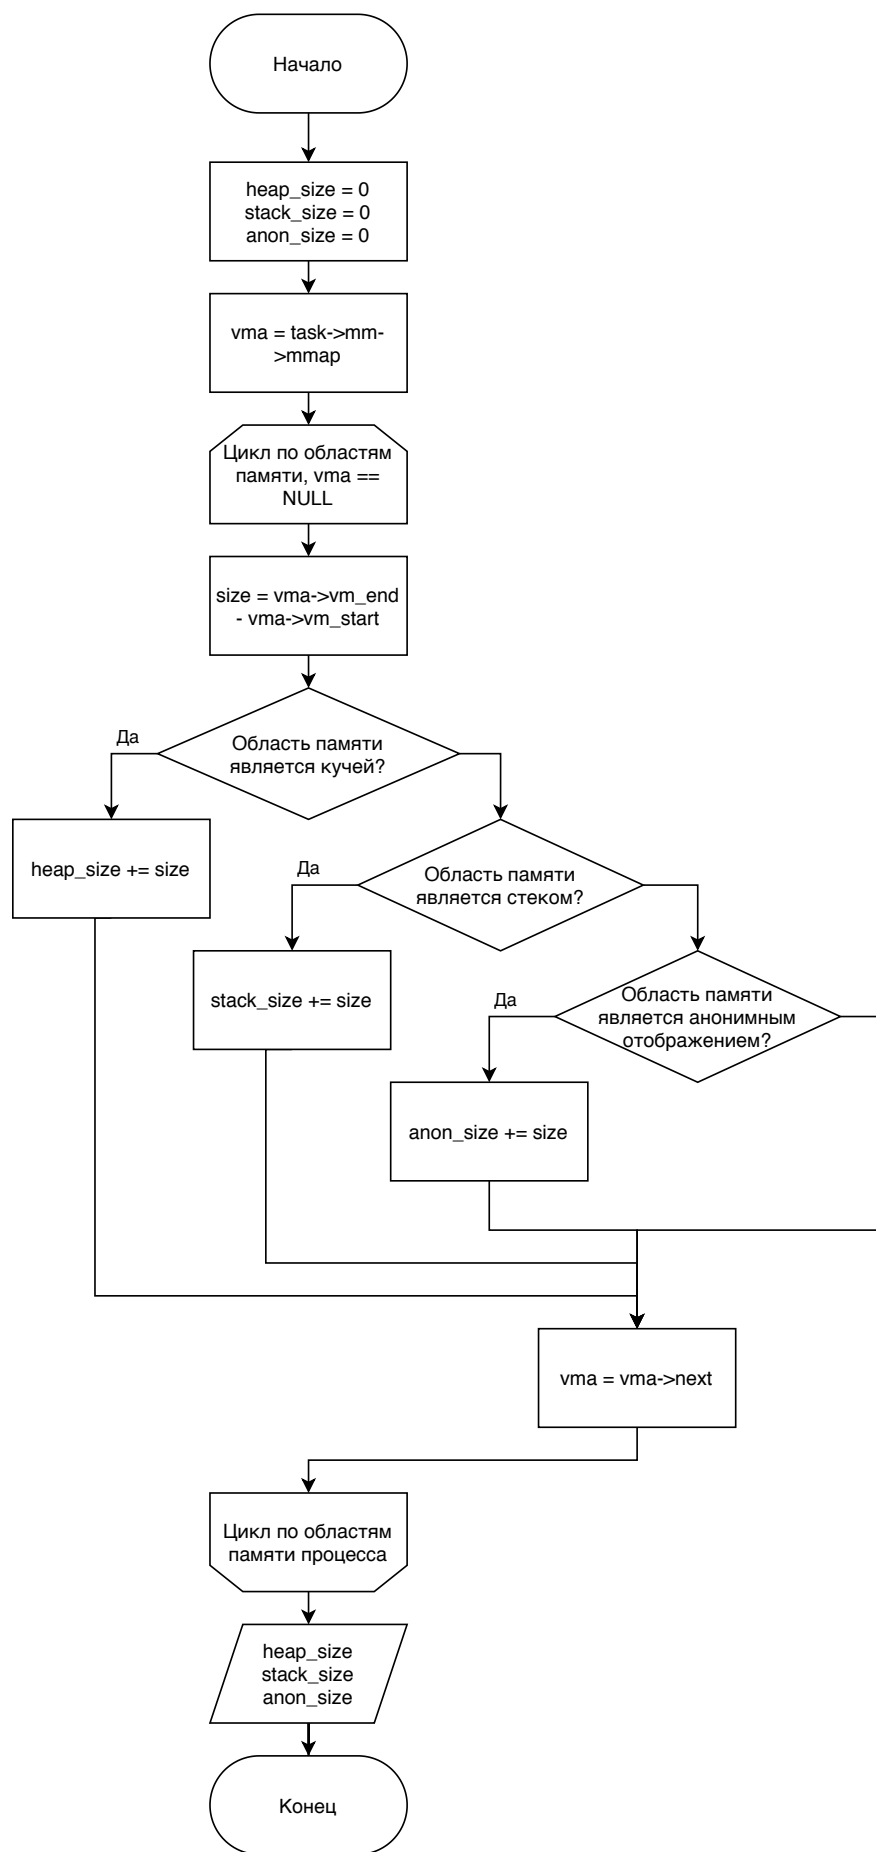 Начало
heap_size = 0
stack_size = 0
anon_size = 0
vma = task->mm-
>mmap
Цикл по областям
памяти, vma ==
NULL
size = vma->vm_end
- vma->vm_start
Да
Область памяти
является кучей?
heap_size += size
Да
Область памяти
является стеком?
stack_size += size
Да
Область памяти
является анонимным
отображением?
anon_size += size
vma = vma->next
Цикл по областям
памяти процесса
heap_size
stack_size
anon_size
Конец